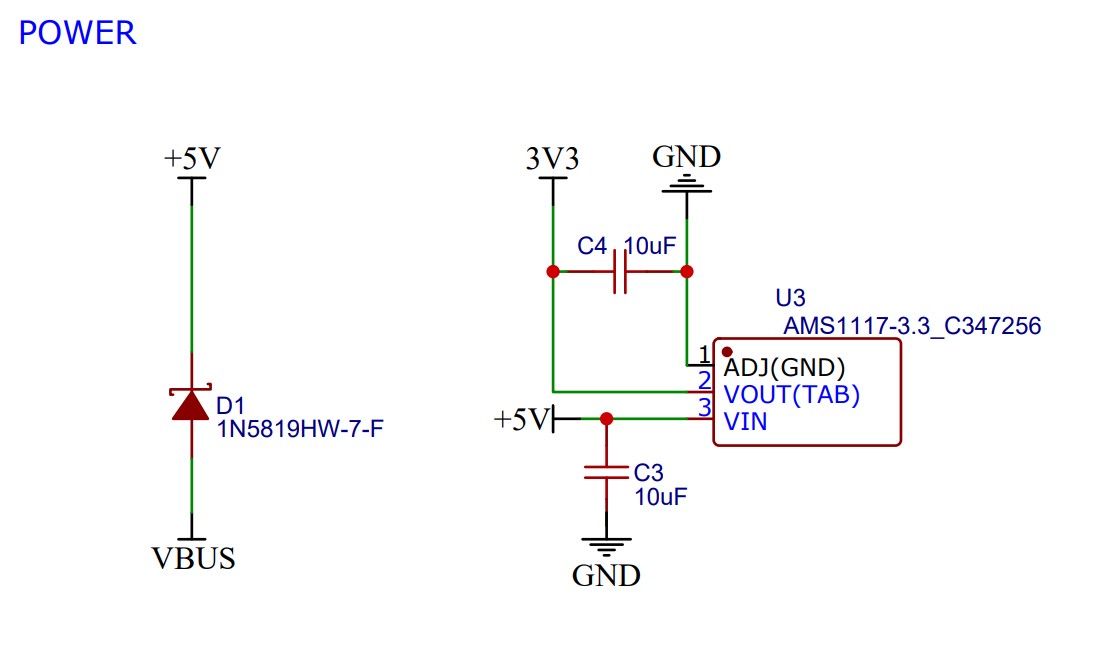 POWER
+5V
D1
1N5819HW-7-F
VBUS
3V3
GND
C4 10uF
U3
AMS1117-3.3_C347256
1
ADJ(GND)
2
VOUT(TAB)
3
VIN
+5V
C3
10uF
GND